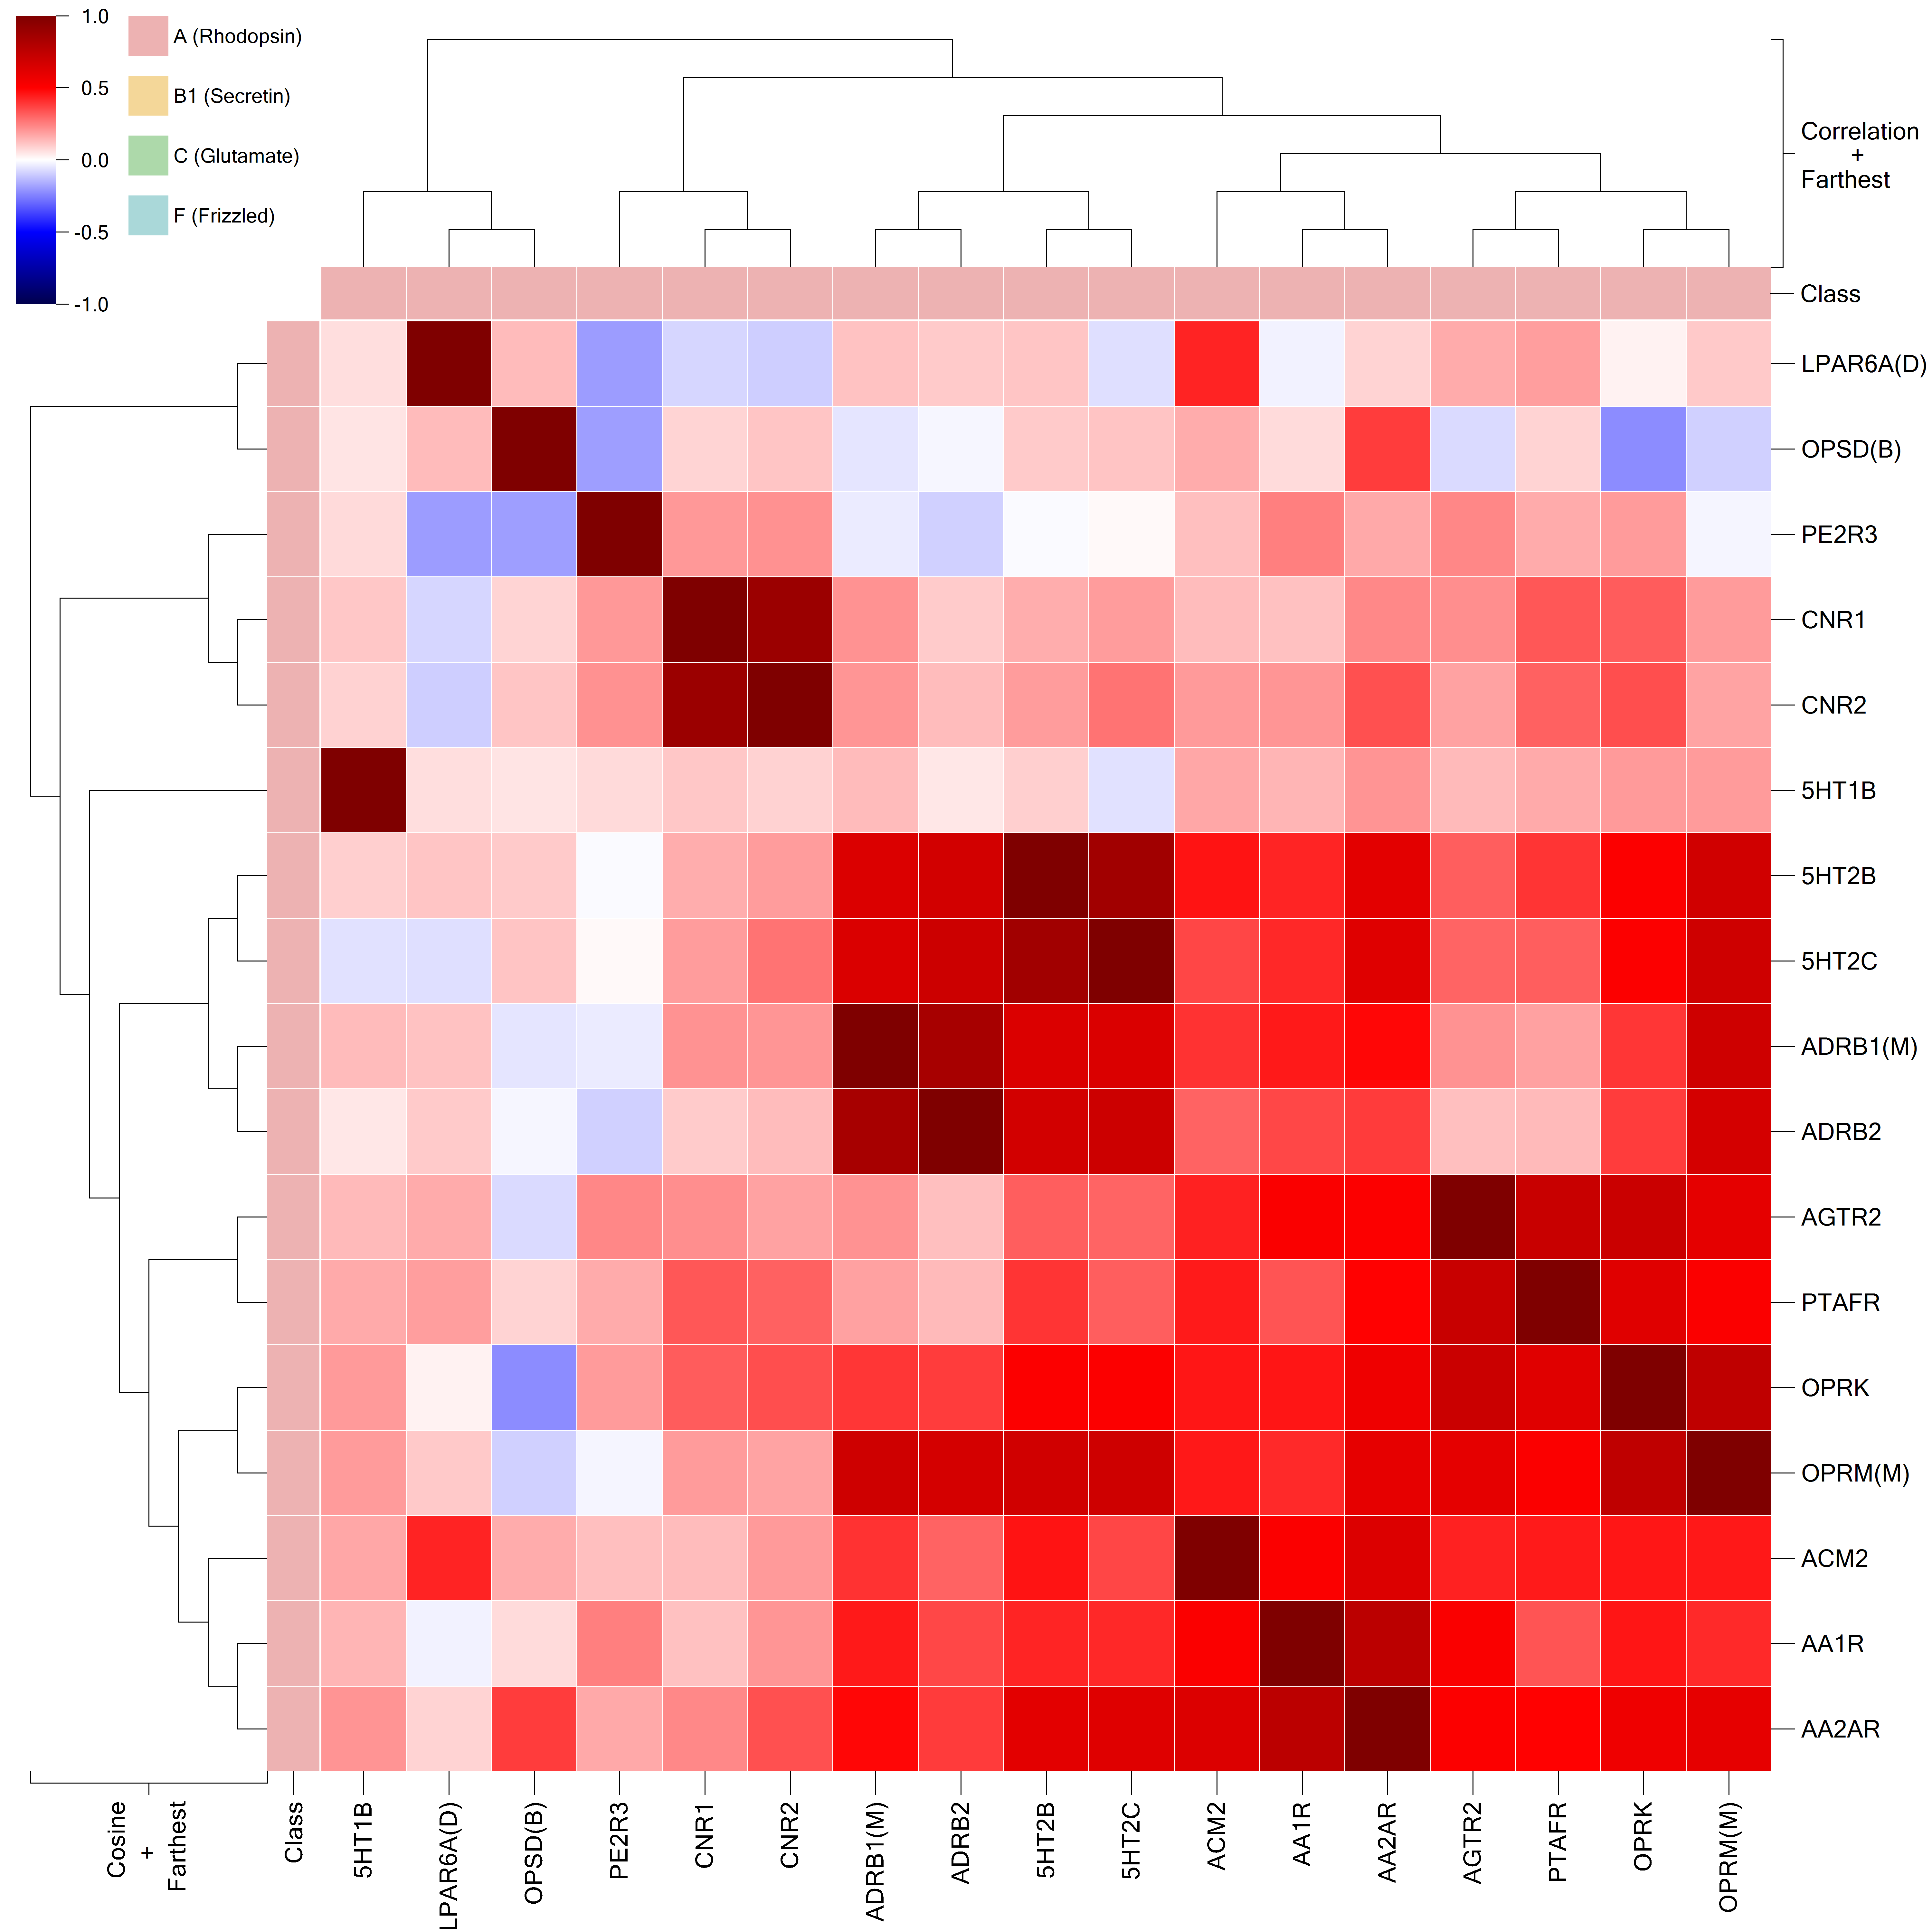 1.0
0.5
0.0
-0.5
-1.0
A (Rhodopsin)
B1 (Secretin)
C (Glutamate)
F (Frizzled)
Correlation
+
Farthest
Class
LPAR6A(D)
OPSD(B)
PE2R3
CNR1
CNR2
5HT1B
5HT2B
5HT2C
ADRB1(M)
ADRB2
AGTR2
PTAFR
OPRK
OPRM(M)
ACM2
AA1R
AA2AR
Cosine
+
Farthest
Class
5HT1B
LPAR6A(D)
OPSD(B)
PE2R3
CNR1
CNR2
ADRB1(M)
ADRB2
5HT2B
5HT2C
ACM2
AA1R
AA2AR
AGTR2
PTAFR
OPRK
OPRM(M)